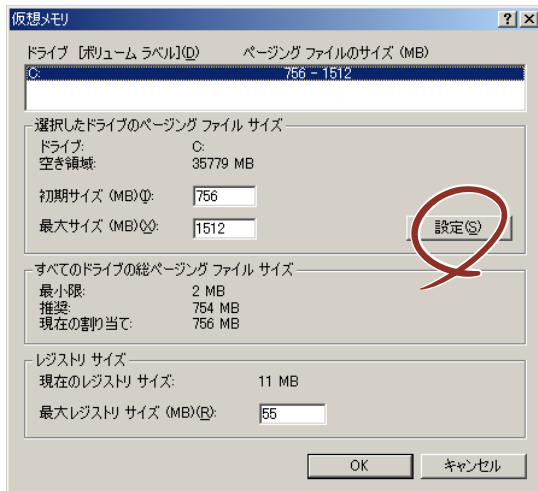 仮想メモリ
ドライブ [ボリューム ラベル](D) ページング ファイルのサイズ (MB)
C: 756 - 1512
選択したドライブのページング ファイル サイズ
ドライブ: C:
空き領域: 35779 MB
初期サイズ (MB)(I): 756
最大サイズ (MB)(X): 1512
設定(S)
すべてのドライブの総ページング ファイル サイズ
最小限: 2 MB
推奨: 754 MB
現在の割り当て: 756 MB
レジストリ サイズ
現在のレジストリ サイズ: 11 MB
最大レジストリ サイズ (MB)(R): 55
OK キャンセル